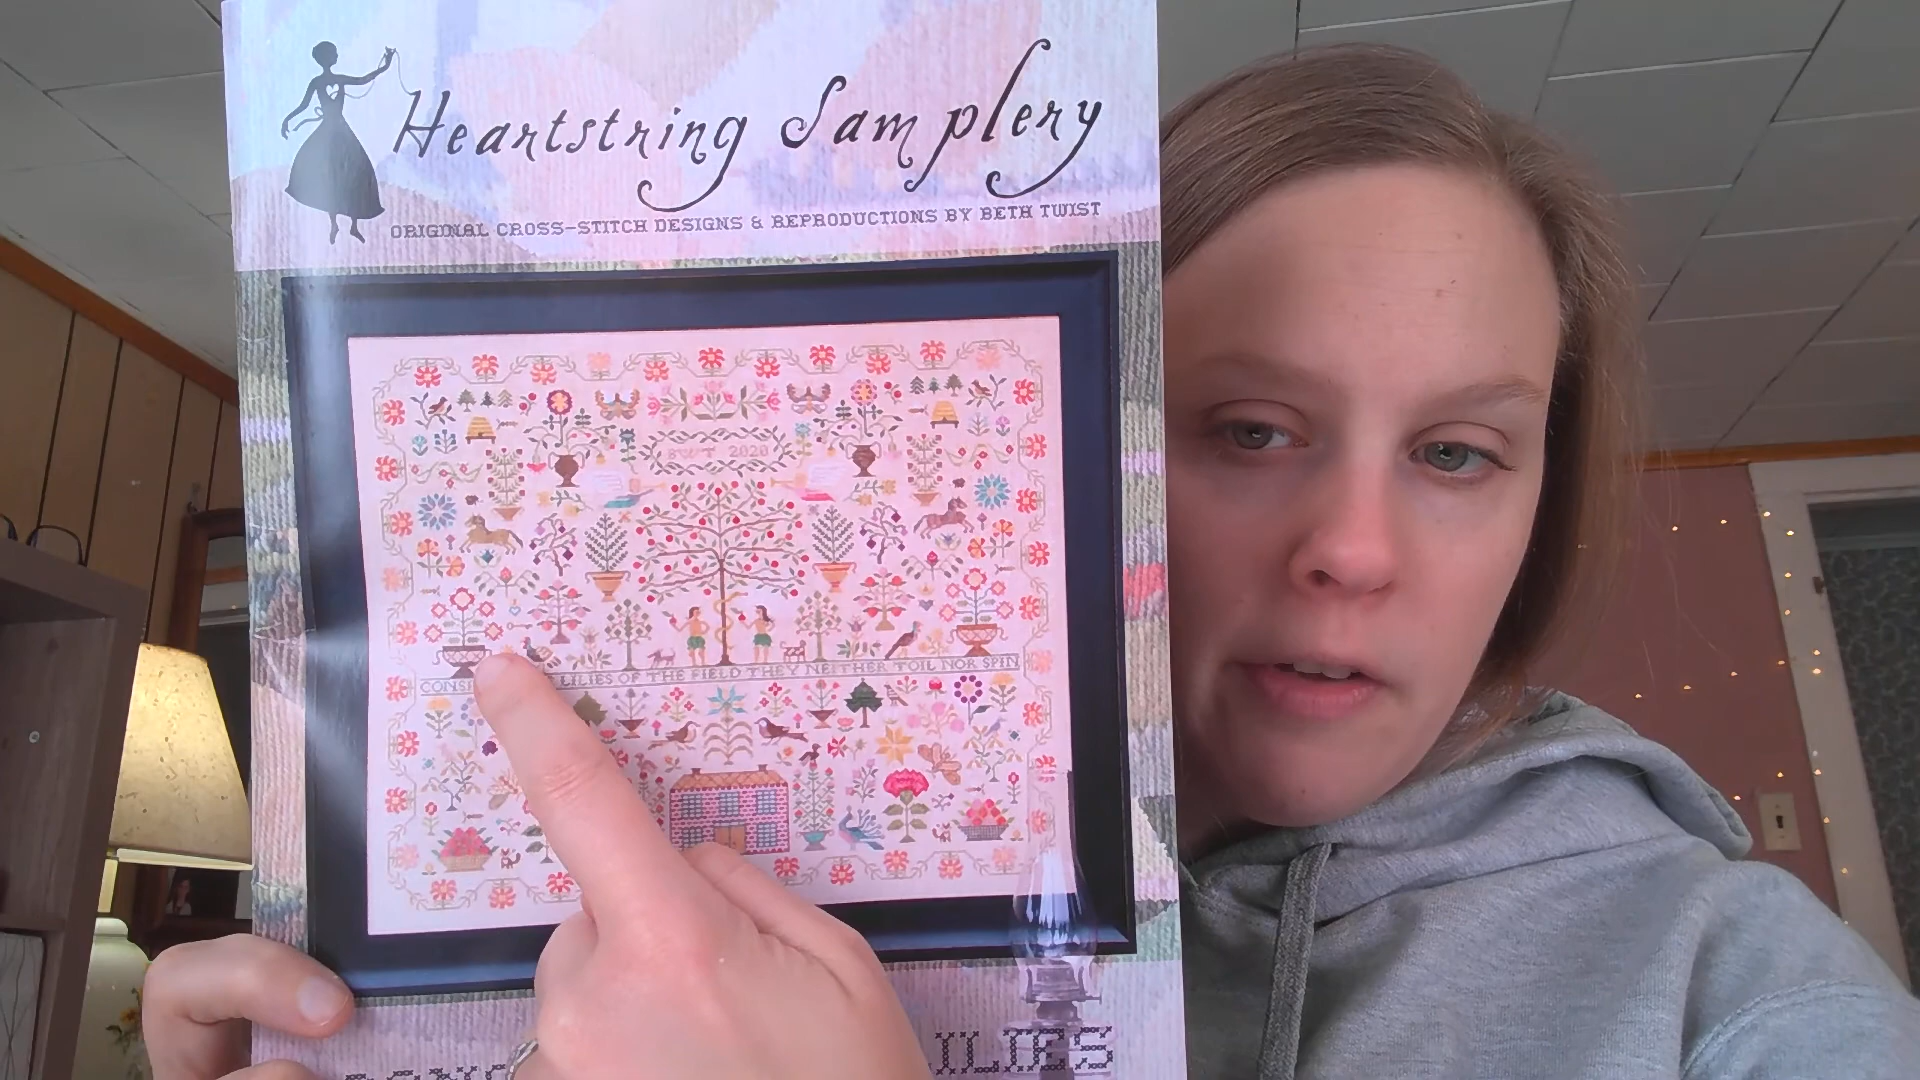 Heartstring Samplery
ORIGINAL CROSS-STITCH DESIGNS & REPRODUCTIONS BY BETH TWIST
BWT 2020
LILIES OF THE FIELD THEY NEITHER TOIL NOR SPIN